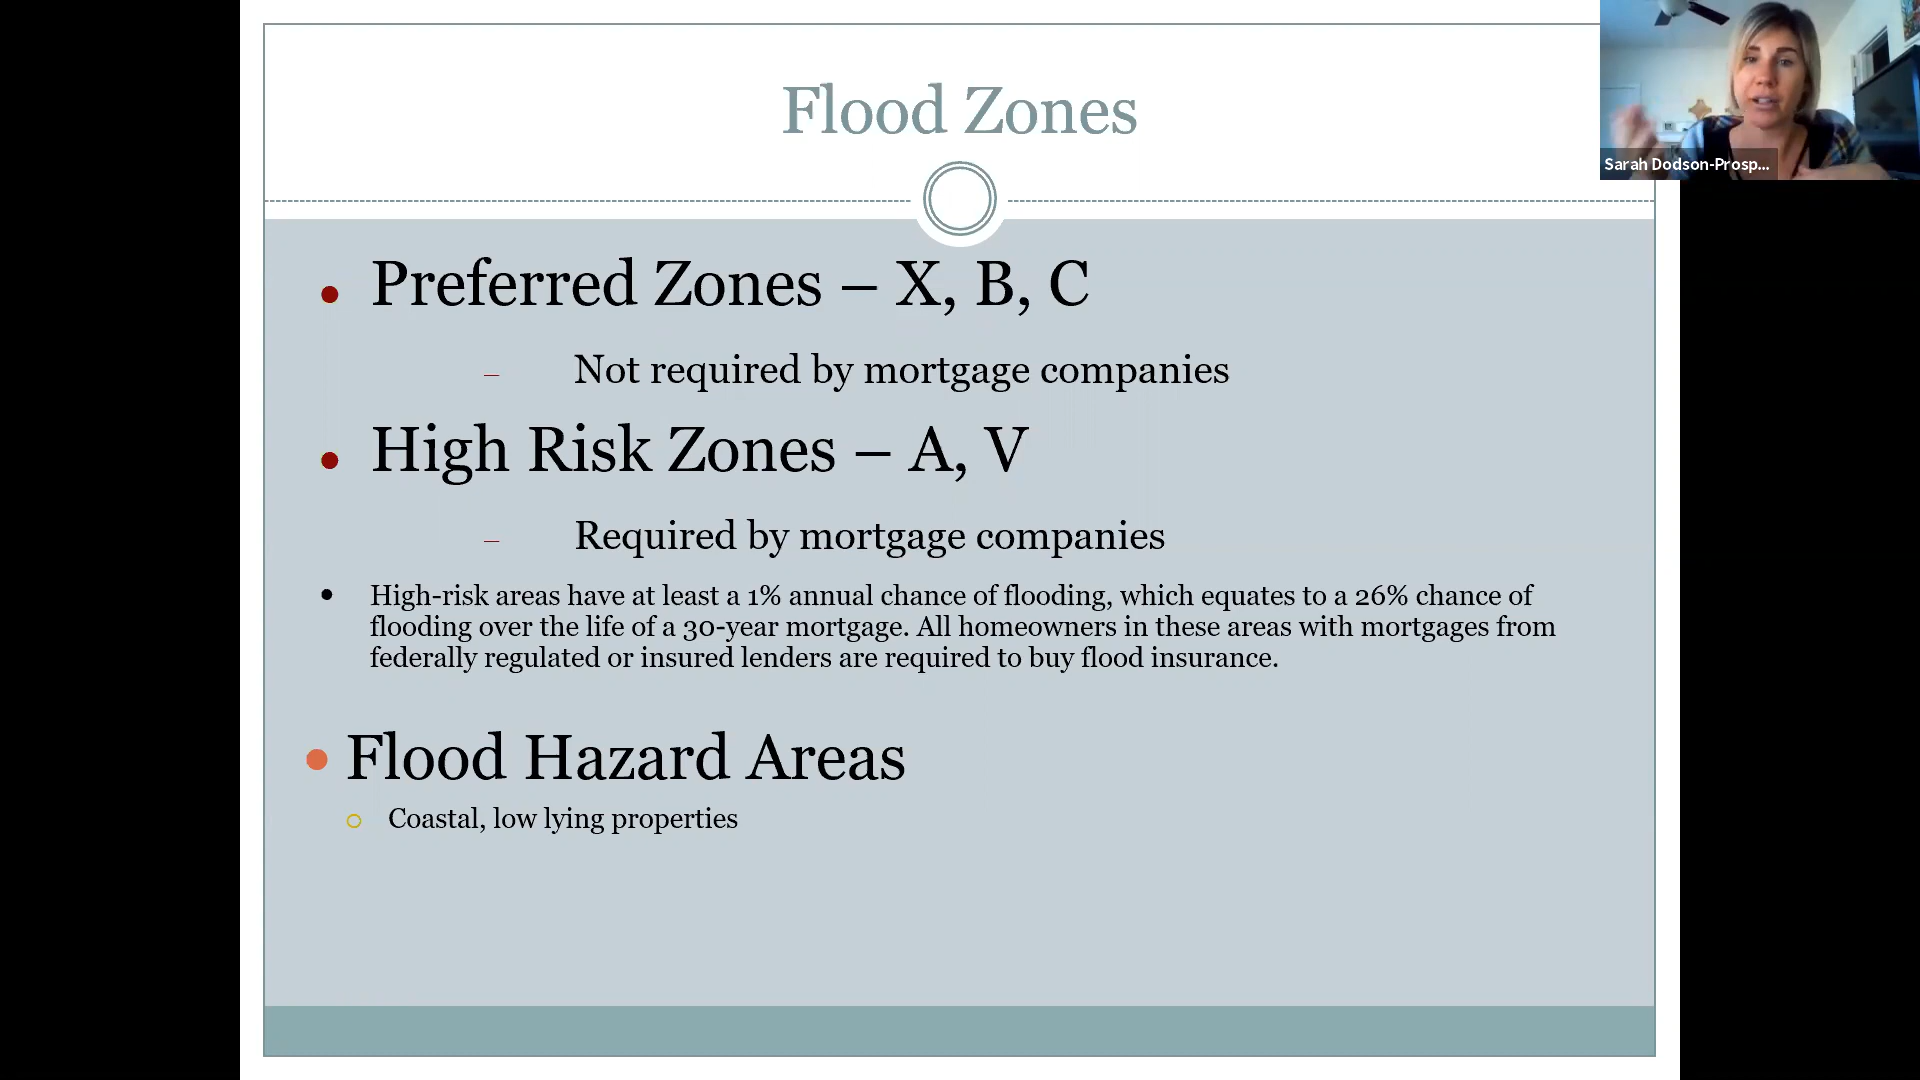 Flood Zones
Sarah Dodson-Prosp...
• Preferred Zones – X, B, C
– Not required by mortgage companies
• High Risk Zones – A, V
– Required by mortgage companies
• High-risk areas have at least a 1% annual chance of flooding, which equates to a 26% chance of
flooding over the life of a 30-year mortgage. All homeowners in these areas with mortgages from
federally regulated or insured lenders are required to buy flood insurance.
• Flood Hazard Areas
○ Coastal, low lying properties